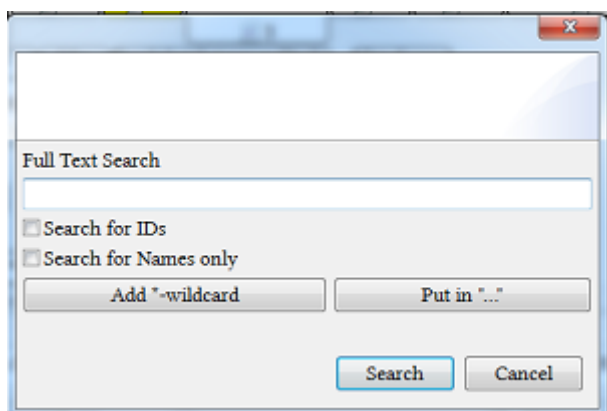 Full Text Search
Search for IDs
Search for Names only
Add *-wildcard
Put in "..."
Search
Cancel